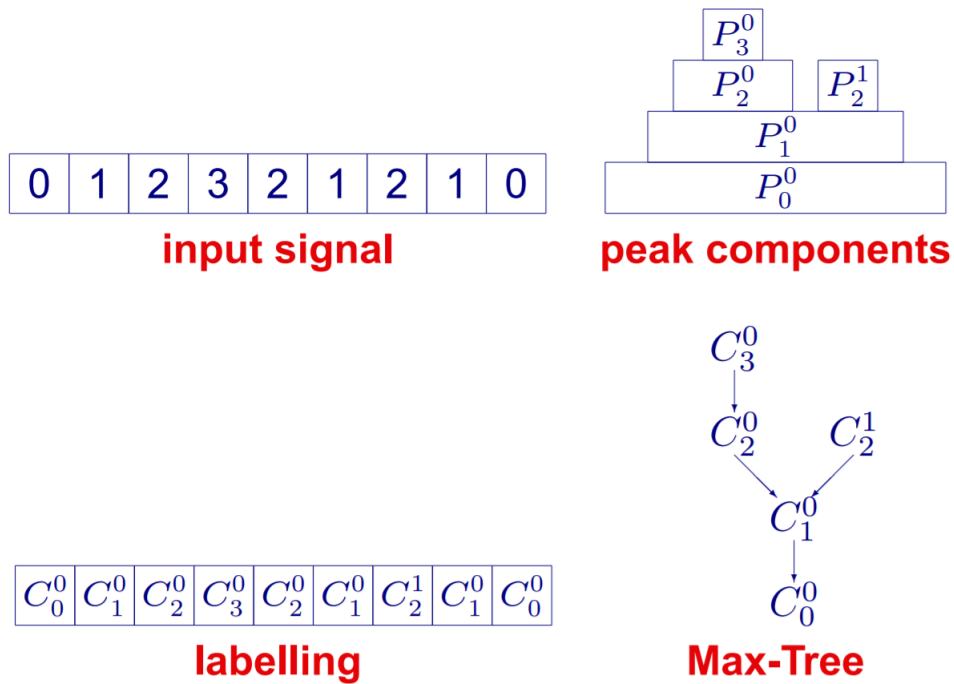 0 1 2 3 2 1 2 1 0
input signal
P_3^0
P_2^0 P_2^1
P_1^0
P_0^0
peak components
C_0^0 C_1^0 C_2^0 C_3^0 C_2^0 C_1^0 C_2^1 C_1^0 C_0^0
labelling
C_3^0
C_2^0 C_2^1
C_1^0
C_0^0
Max-Tree